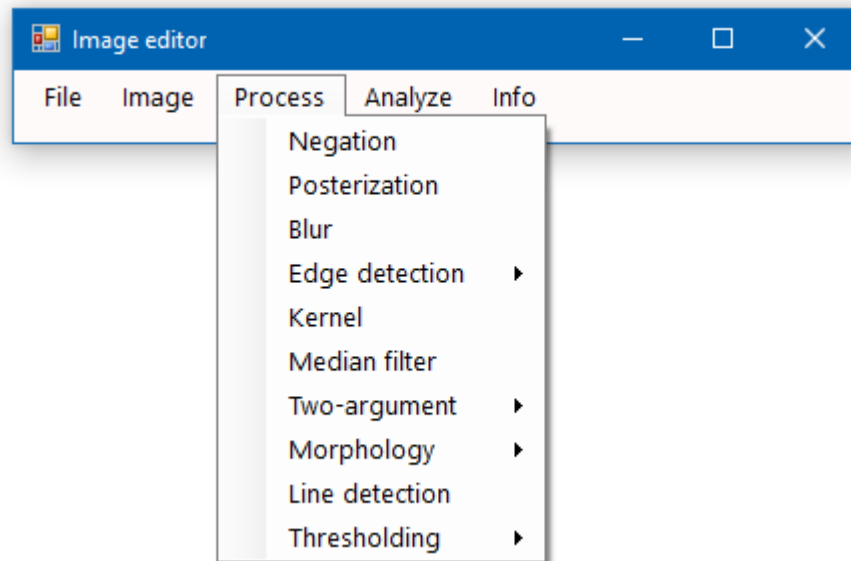 Image editor
File Image Process Analyze Info
Negation
Posterization
Blur
Edge detection
Kernel
Median filter
Two-argument
Morphology
Line detection
Thresholding